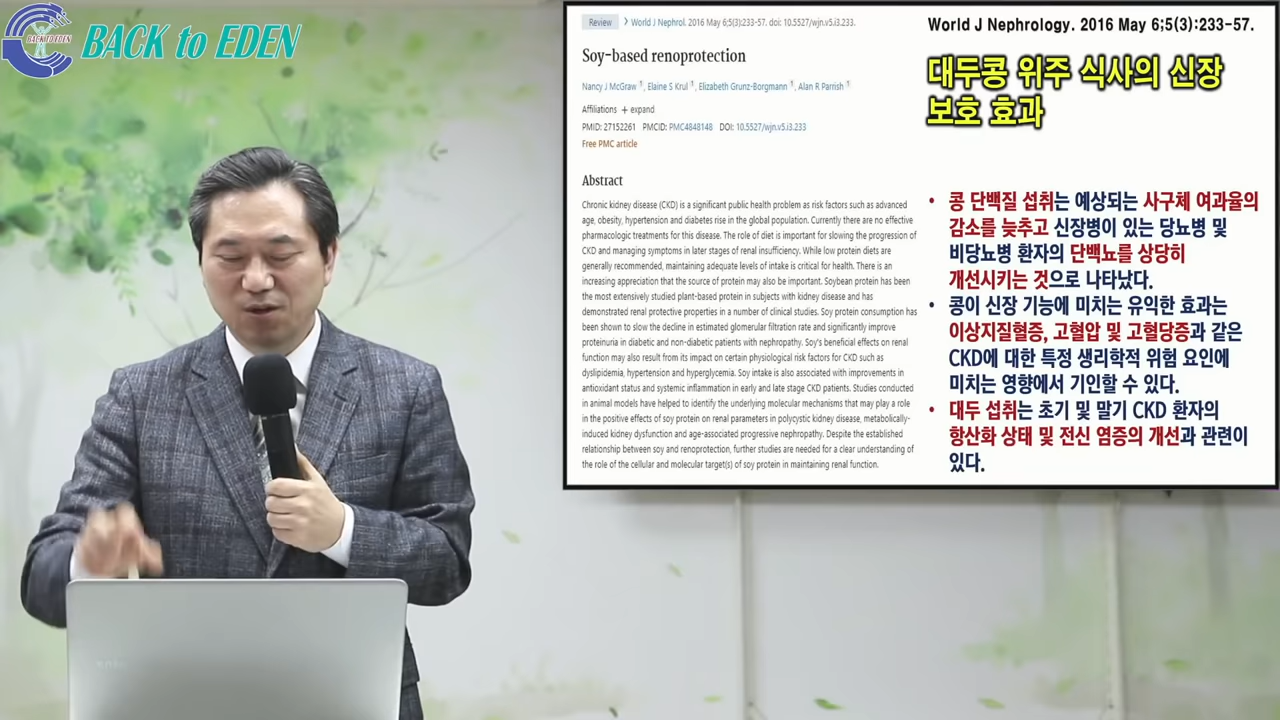 BACK to EDEN
BACK TO EDEN
Review World J Nephrol. 2016 May 6;5(3):233-57. doi: 10.5527/wjn.v5.i3.233.
Soy-based renoprotection
Nancy J McGraw 1, Elaine S Krul 1, Elizabeth Grunz-Borgmann 1, Alan R Parrish 1
Affiliations + expand
PMID: 27152261 PMCID: PMC4848148 DOI: 10.5527/wjn.v5.i3.233
Free PMC article
Abstract
Chronic kidney disease (CKD) is a significant public health problem as risk factors such as advanced
age, obesity, hypertension and diabetes rise in the global population. Currently there are no effective
pharmacologic treatments for this disease. The role of diet is important for slowing the progression of
CKD and managing symptoms in later stages of renal insufficiency. While low protein diets are
generally recommended, maintaining adequate levels of intake is critical for health. There is an
increasing appreciation that the source of protein may also be important. Soybean protein has been
the most extensively studied plant-based protein in subjects with kidney disease and has
demonstrated renal protective properties in a number of clinical studies. Soy protein consumption has
been shown to slow the decline in estimated glomerular filtration rate and significantly improve
proteinuria in diabetic and non-diabetic patients with nephropathy. Soy's beneficial effects on renal
function may also result from its impact on certain physiological risk factors for CKD such as
dyslipidemia, hypertension and hyperglycemia. Soy intake is also associated with improvements in
antioxidant status and systemic inflammation in early and late stage CKD patients. Studies conducted
in animal models have helped to identify the underlying molecular mechanisms that may play a role
in the positive effects of soy protein on renal parameters in polycystic kidney disease, metabolically-
induced kidney dysfunction and age-associated progressive nephropathy. Despite the established
relationship between soy and renoprotection, further studies are needed for a clear understanding of
the role of the cellular and molecular target(s) of soy protein in maintaining renal function.
World J Nephrology. 2016 May 6;5(3):233-57.
대두콩 위주 식사의 신장
보호 효과
• 콩 단백질 섭취는 예상되는 사구체 여과율의
감소를 늦추고 신장병이 있는 당뇨병 및
비당뇨병 환자의 단백뇨를 상당히
개선시키는 것으로 나타났다.
• 콩이 신장 기능에 미치는 유익한 효과는
이상지질혈증, 고혈압 및 고혈당증과 같은
CKD에 대한 특정 생리학적 위험 요인에
미치는 영향에서 기인할 수 있다.
• 대두 섭취는 초기 및 말기 CKD 환자의
항산화 상태 및 전신 염증의 개선과 관련이
있다.